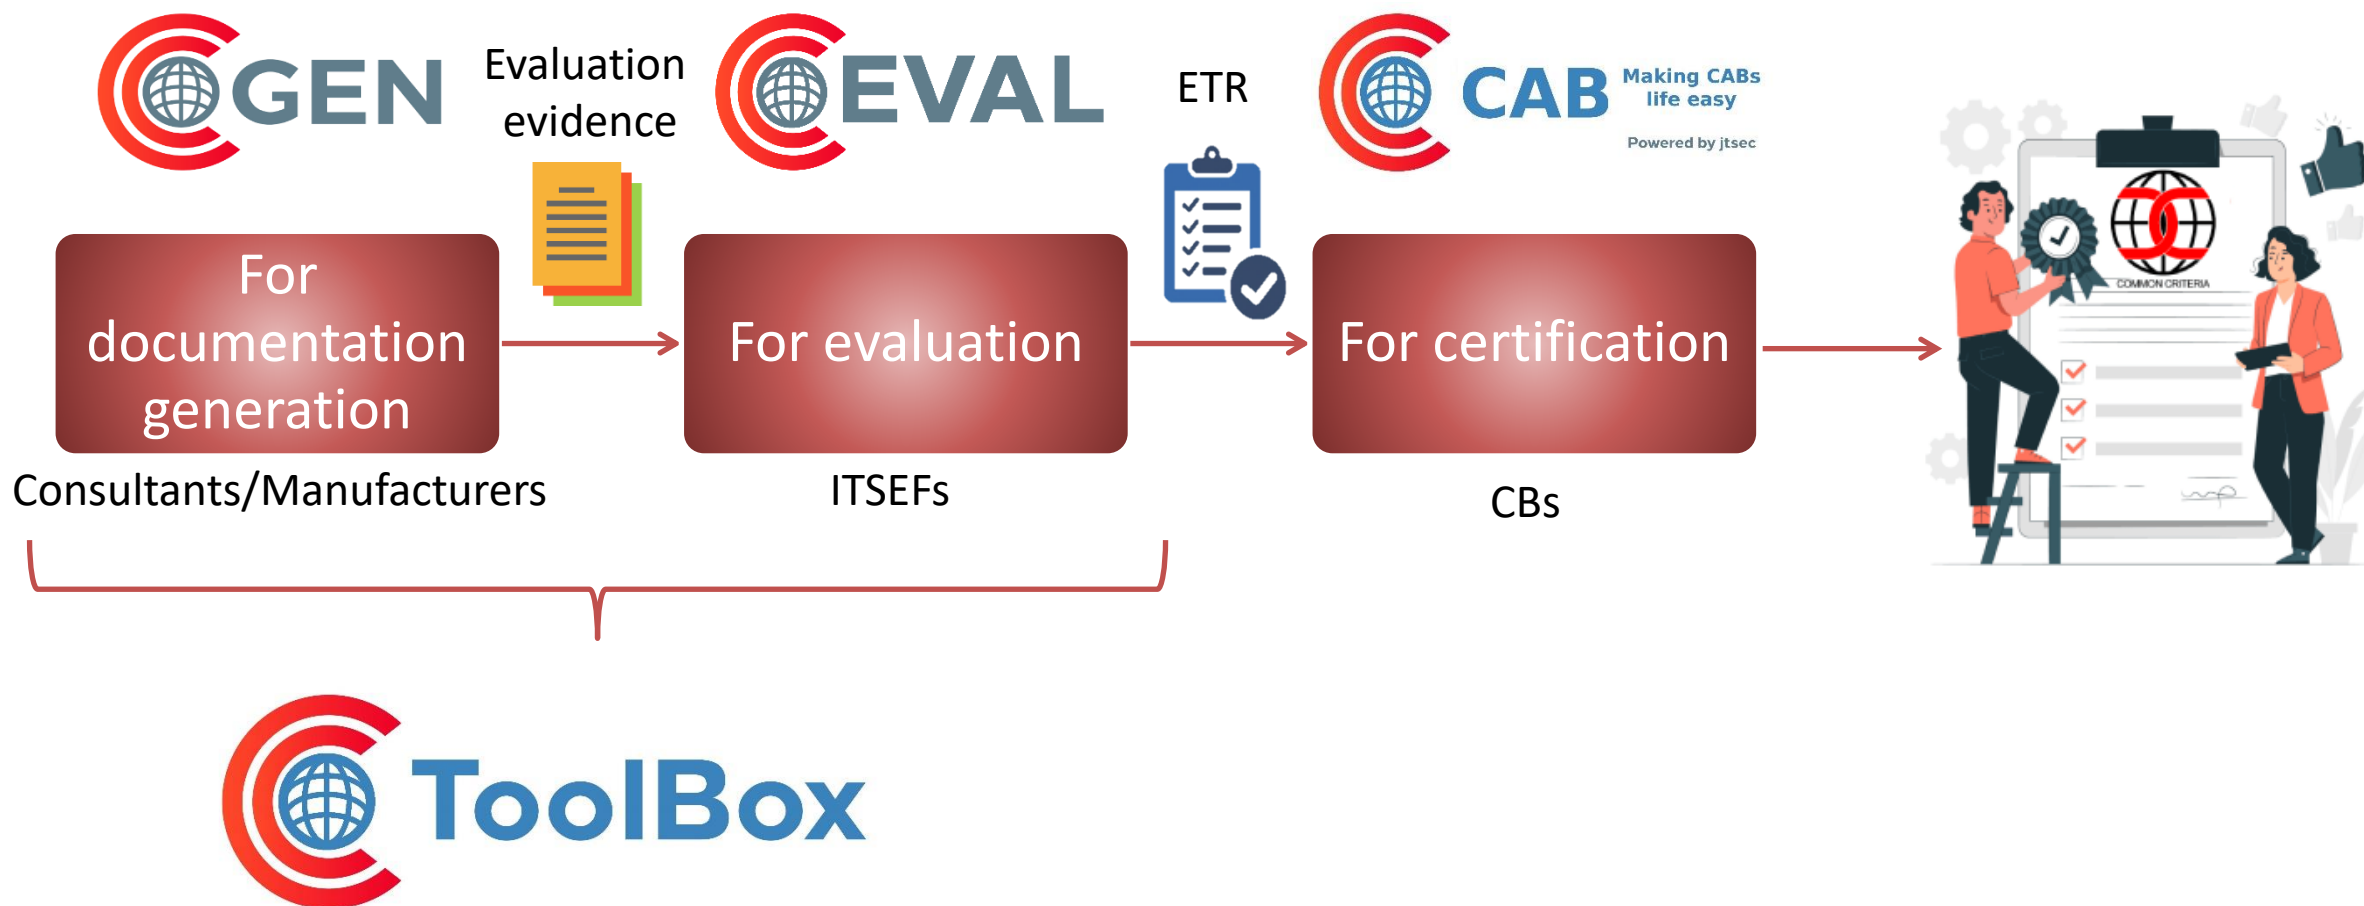 GEN
Evaluation
evidence
EVAL
ETR
CAB
Making CABs
life easy
Powered by jtsec
For
documentation
generation
For evaluation
For certification
COMMON CRITERIA
Consultants/Manufacturers
ITSEFs
CBs
ToolBox